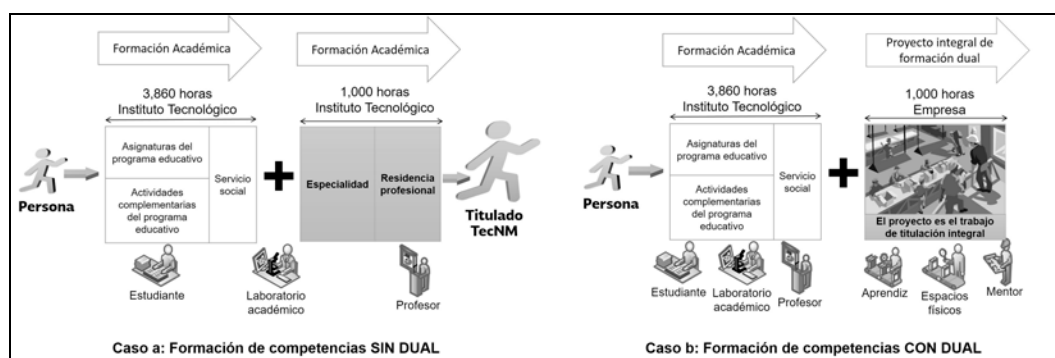 Formación Académica
Formación Académica
3,860 horas
Instituto Tecnológico
1,000 horas
Instituto Tecnológico
Persona
Asignaturas del
programa educativo
Actividades
complementarias
del programa
educativo
Servicio
social
Especialidad
Residencia
profesional
Titulado
TecNM
Estudiante
Laboratorio
académico
Profesor
Caso a: Formación de competencias SIN DUAL
Formación Académica
Proyecto integral de
formación dual
3,860 horas
Instituto Tecnológico
1,000 horas
Empresa
Persona
Asignaturas del
programa educativo
Actividades
complementarias
del programa
educativo
Servicio
social
El proyecto es el trabajo
de titulación integral
Estudiante
Laboratorio
académico
Profesor
Aprendiz
Espacios
físicos
Mentor
Caso b: Formación de competencias CON DUAL